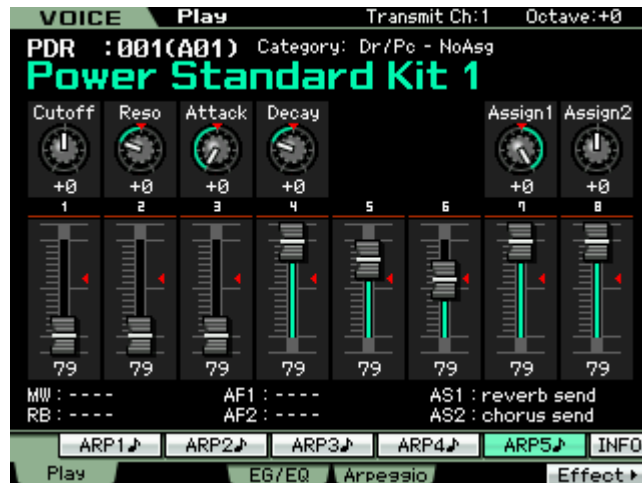 VOICE Play Transmit Ch:1 Octave:+0
PDR :001(A01) Category: Dr/Pc - NoAsg
Power Standard Kit 1
Cutoff Reso Attack Decay Assign1 Assign2
+0 +0 +0 +0 +0 +0
1 2 3 4 5 6 7 8
79 79 79 79 79 79 79 79
MW : ---- AF1 : ---- AS1 : reverb send
RB : ---- AF2 : ---- AS2 : chorus send
ARP1♪ ARP2♪ ARP3♪ ARP4♪ ARP5♪ INFO
Play EG/EQ Arpeggio Effect